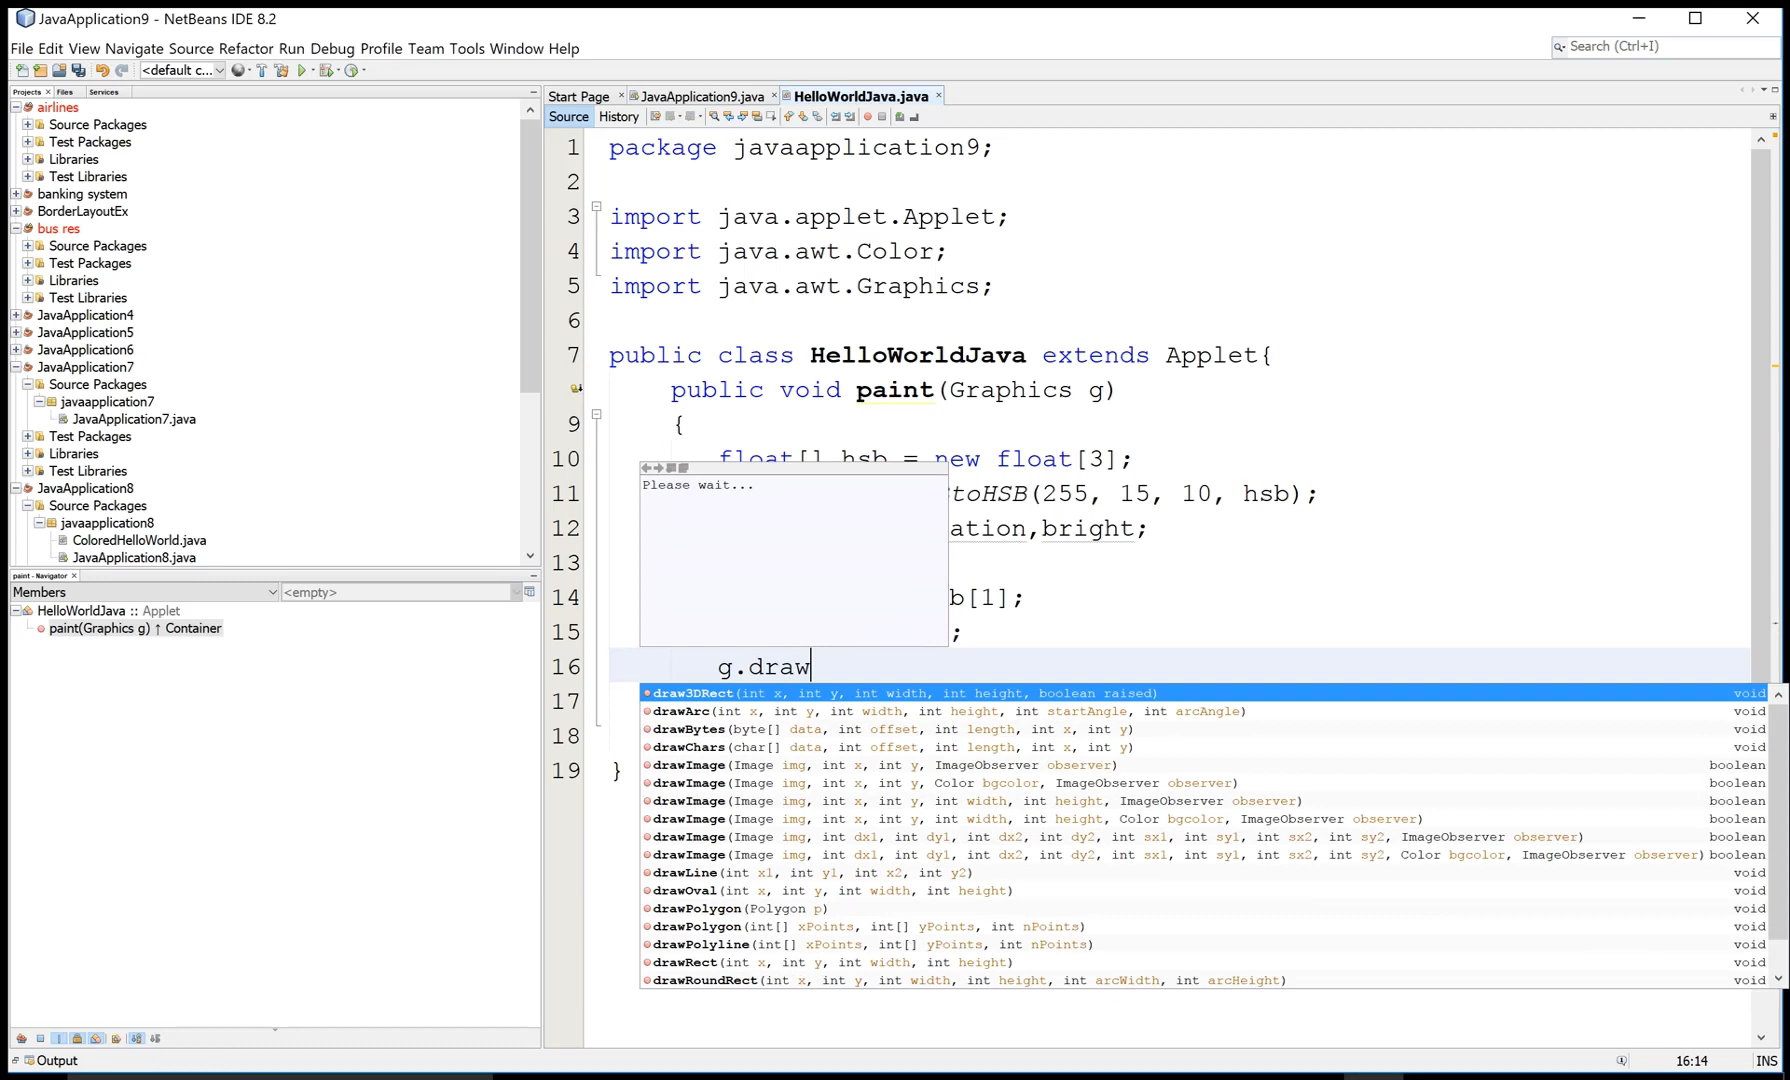 JavaApplication9 - NetBeans IDE 8.2
File Edit View Navigate Source Refactor Run Debug Profile Team Tools Window Help
Search (Ctrl+I)
<default c...
Projects Files Services
airlines
Source Packages
Test Packages
Libraries
Test Libraries
banking system
BorderLayoutEx
bus res
Source Packages
Test Packages
Libraries
Test Libraries
JavaApplication4
JavaApplication5
JavaApplication6
JavaApplication7
Source Packages
javaapplication7
JavaApplication7.java
Test Packages
Libraries
Test Libraries
JavaApplication8
Source Packages
javaapplication8
ColoredHelloWorld.java
JavaApplication8.java
paint - Navigator
Members <empty>
HelloWorldJava :: Applet
paint(Graphics g) ↑ Container
Start Page JavaApplication9.java HelloWorldJava.java
Source History
1 package javaapplication9;
2
3 import java.applet.Applet;
4 import java.awt.Color;
5 import java.awt.Graphics;
6
7 public class HelloWorldJava extends Applet{
public void paint(Graphics g)
9 {
10 float[] hsb = new float[3];
11 toHSB(255, 15, 10, hsb);
12 ation,bright;
13
14 b[1];
15 ;
16 g.draw
17
18
19 }
Please wait...
draw3DRect(int x, int y, int width, int height, boolean raised) void
drawArc(int x, int y, int width, int height, int startAngle, int arcAngle) void
drawBytes(byte[] data, int offset, int length, int x, int y) void
drawChars(char[] data, int offset, int length, int x, int y) void
drawImage(Image img, int x, int y, ImageObserver observer) boolean
drawImage(Image img, int x, int y, Color bgcolor, ImageObserver observer) boolean
drawImage(Image img, int x, int y, int width, int height, ImageObserver observer) boolean
drawImage(Image img, int x, int y, int width, int height, Color bgcolor, ImageObserver observer) boolean
drawImage(Image img, int dx1, int dy1, int dx2, int dy2, int sx1, int sy1, int sx2, int sy2, ImageObserver observer) boolean
drawImage(Image img, int dx1, int dy1, int dx2, int dy2, int sx1, int sy1, int sx2, int sy2, Color bgcolor, ImageObserver observer) boolean
drawLine(int x1, int y1, int x2, int y2) void
drawOval(int x, int y, int width, int height) void
drawPolygon(Polygon p) void
drawPolygon(int[] xPoints, int[] yPoints, int nPoints) void
drawPolyline(int[] xPoints, int[] yPoints, int nPoints) void
drawRect(int x, int y, int width, int height) void
drawRoundRect(int x, int y, int width, int height, int arcWidth, int arcHeight) void
Output
16:14 INS